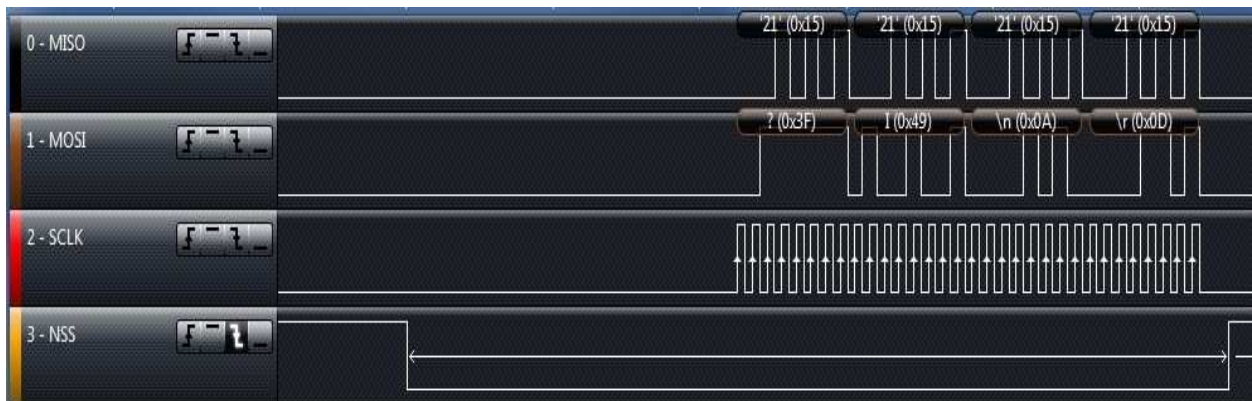 0 - MISO
'21' (0x15) '21' (0x15) '21' (0x15) '21' (0x15)
1 - MOSI
? (0x3F) I (0x49) \n (0x0A) \r (0x0D)
2 - SCLK
3 - NSS